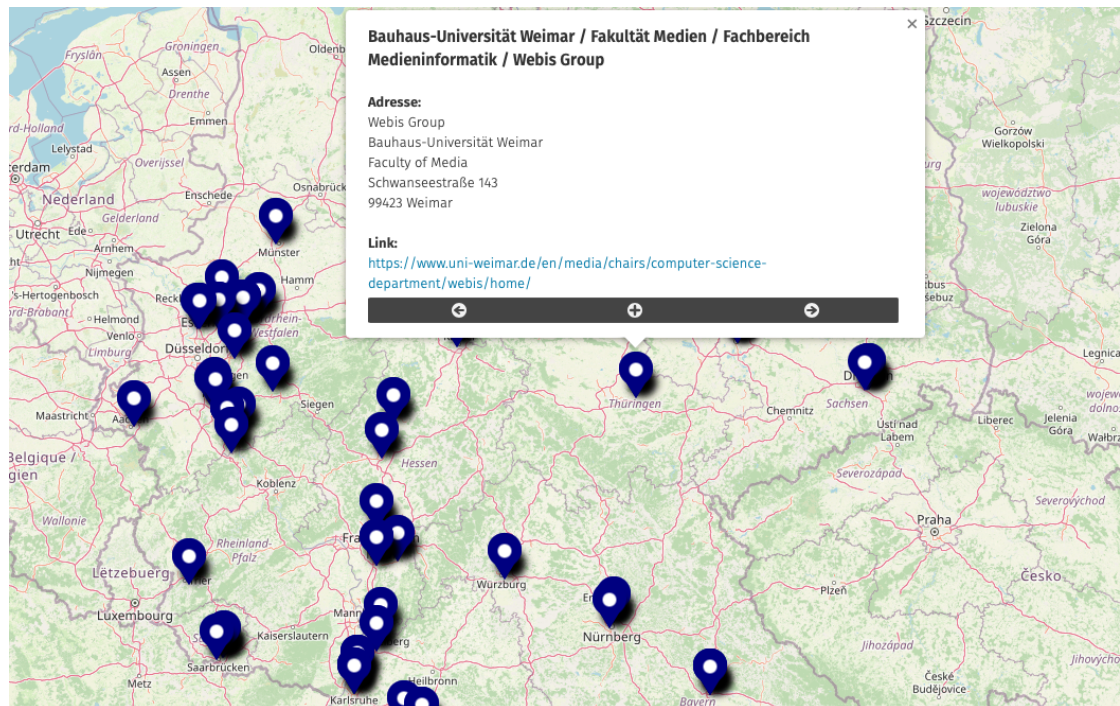 Bauhaus-Universität Weimar / Fakultät Medien / Fachbereich
Medieninformatik / Webis Group
×
Adresse:
Webis Group
Bauhaus-Universität Weimar
Faculty of Media
Schwanseestraße 143
99423 Weimar
Link:
https://www.uni-weimar.de/en/media/chairs/computer-science-
department/webis/home/
Szczecin
Groningen
Fryslân
Assen
Drenthe
Emmen
Lelystad
Overijssel
Nederland
Enschede
Osnabrück
Gelderland
Utrecht
Ede
Arnhem
Nijmegen
Münster
Hamm
Helmond
Venlo
Limburg
Düsseldorf
Maastricht
Siegen
Hessen
Koblenz
Wallonie
Rheinland-
Pfalz
Lëtzebuerg
Luxembourg
Kaiserslautern
Saarbrücken
Metz
Karlsruhe
Heilbronn
Würzburg
Nürnberg
Bayern
Thüringen
Chemnitz
Sachsen
Gorzów
Wielkopolski
województwo
lubuskie
Zielona
Góra
Legnica
Liberec
Jelenia
Góra
Ústí nad
Labem
Severozápad
Severovýchod
Praha
Plzeň
Česko
Jihozápad
České
Budějovice